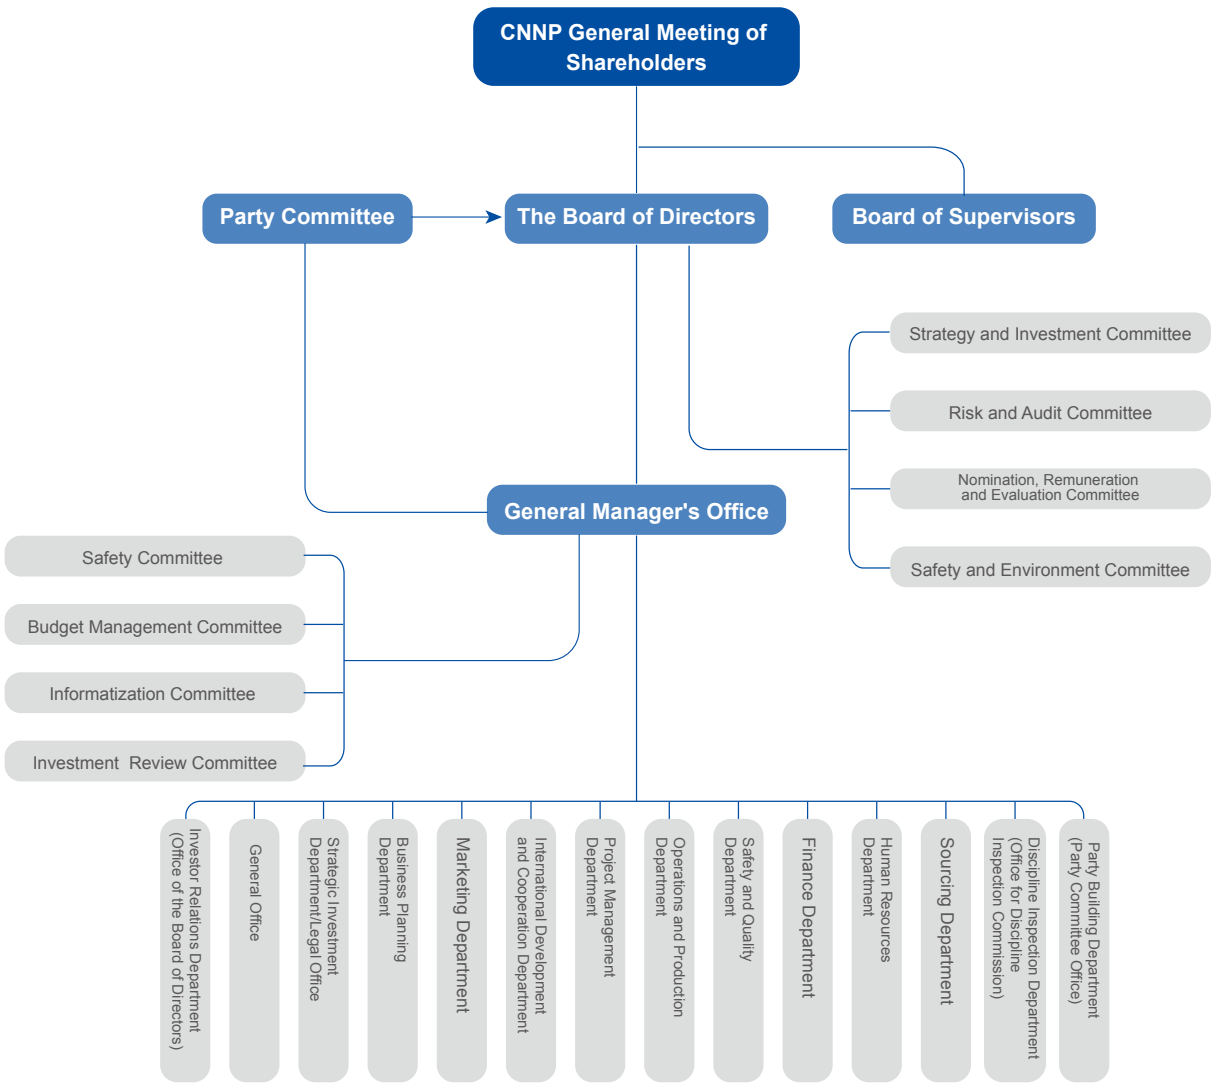 CNNP General Meeting of
Shareholders
Party Committee
The Board of Directors
Board of Supervisors
Strategy and Investment Committee
Risk and Audit Committee
Nomination, Remuneration
and Evaluation Committee
Safety and Environment Committee
General Manager's Office
Safety Committee
Budget Management Committee
Informatization Committee
Investment Review Committee
Investor Relations Department
(Office of the Board of Directors)
General Office
Strategic Investment
Department/Legal Office
Business Planning
Department
Marketing Department
International Development
and Cooperation Department
Project Management
Department
Operations and Production
Department
Safety and Quality
Department
Finance Department
Human Resources
Department
Sourcing Department
Discipline Inspection Department
(Office for Discipline
Inspection Commission)
Party Building Department
(Party Committee Office)